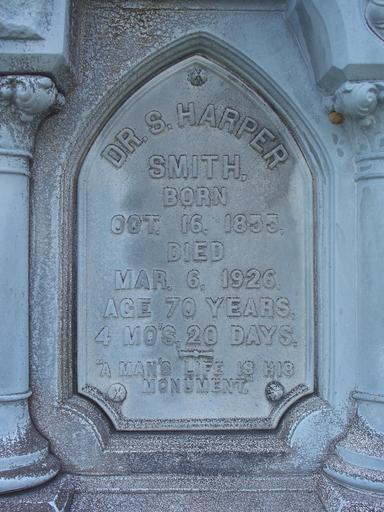 DR. S. HARPER
SMITH,
BORN
OCT. 16, 1855.
DIED
MAR. 6, 1926.
AGE 70 YEARS,
4 MO'S, 20 DAYS.
"A MAN'S LIFE IS HIS
MONUMENT."